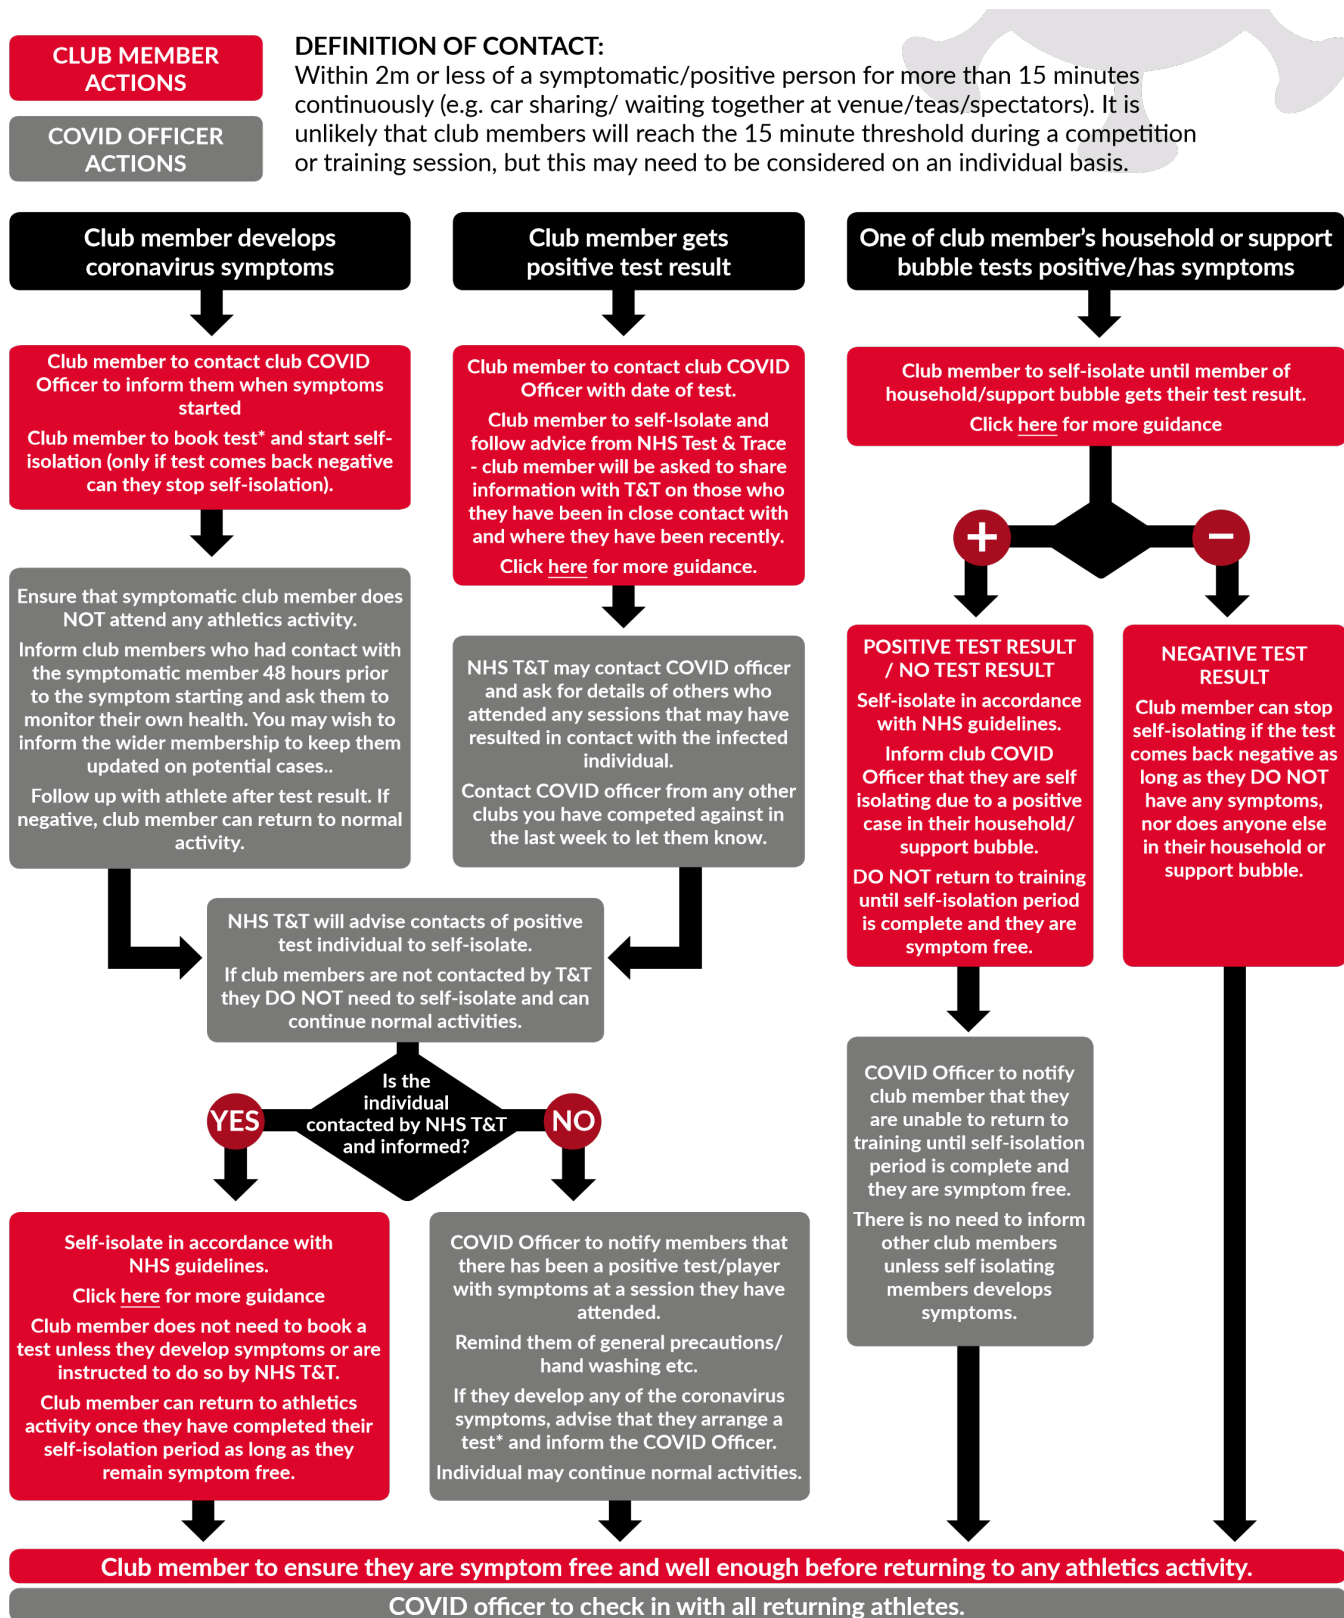 CLUB MEMBER
ACTIONS
COVID OFFICER
ACTIONS
DEFINITION OF CONTACT:
Within 2m or less of a symptomatic/positive person for more than 15 minutes
continuously (e.g. car sharing/ waiting together at venue/teas/spectators). It is
unlikely that club members will reach the 15 minute threshold during a competition
or training session, but this may need to be considered on an individual basis.
Club member develops
coronavirus symptoms
Club member to contact club COVID
Officer to inform them when symptoms
started
Club member to book test* and start self-
isolation (only if test comes back negative
can they stop self-isolation).
Ensure that symptomatic club member does
NOT attend any athletics activity.
Inform club members who had contact with
the symptomatic member 48 hours prior
to the symptom starting and ask them to
monitor their own health. You may wish to
inform the wider membership to keep them
updated on potential cases..
Follow up with athlete after test result. If
negative, club member can return to normal
activity.
Club member gets
positive test result
Club member to contact club COVID
Officer with date of test.
Club member to self-Isolate and
follow advice from NHS Test & Trace
- club member will be asked to share
information with T&T on those who
they have been in close contact with
and where they have been recently.
Click here for more guidance.
NHS T&T may contact COVID officer
and ask for details of others who
attended any sessions that may have
resulted in contact with the infected
individual.
Contact COVID officer from any other
clubs you have competed against in
the last week to let them know.
NHS T&T will advise contacts of positive
test individual to self-isolate.
If club members are not contacted by T&T
they DO NOT need to self-isolate and can
continue normal activities.
Is the
individual
contacted by NHS T&T
and informed?
YES
NO
Self-isolate in accordance with
NHS guidelines.
Click here for more guidance
Club member does not need to book a
test unless they develop symptoms or are
instructed to do so by NHS T&T.
Club member can return to athletics
activity once they have completed their
self-isolation period as long as they
remain symptom free.
COVID Officer to notify members that
there has been a positive test/player
with symptoms at a session they have
attended.
Remind them of general precautions/
hand washing etc.
If they develop any of the coronavirus
symptoms, advise that they arrange a
test* and inform the COVID Officer.
Individual may continue normal activities.
One of club member's household or support
bubble tests positive/has symptoms
Club member to self-isolate until member of
household/support bubble gets their test result.
Click here for more guidance
+
−
POSITIVE TEST RESULT
/ NO TEST RESULT
Self-isolate in accordance
with NHS guidelines.
Inform club COVID
Officer that they are self
isolating due to a positive
case in their household/
support bubble.
DO NOT return to training
until self-isolation period
is complete and they are
symptom free.
NEGATIVE TEST
RESULT
Club member can stop
self-isolating if the test
comes back negative as
long as they DO NOT
have any symptoms,
nor does anyone else
in their household or
support bubble.
COVID Officer to notify
club member that they
are unable to return to
training until self-isolation
period is complete and
they are symptom free.
There is no need to inform
other club members
unless self isolating
members develops
symptoms.
Club member to ensure they are symptom free and well enough before returning to any athletics activity.
COVID officer to check in with all returning athletes.